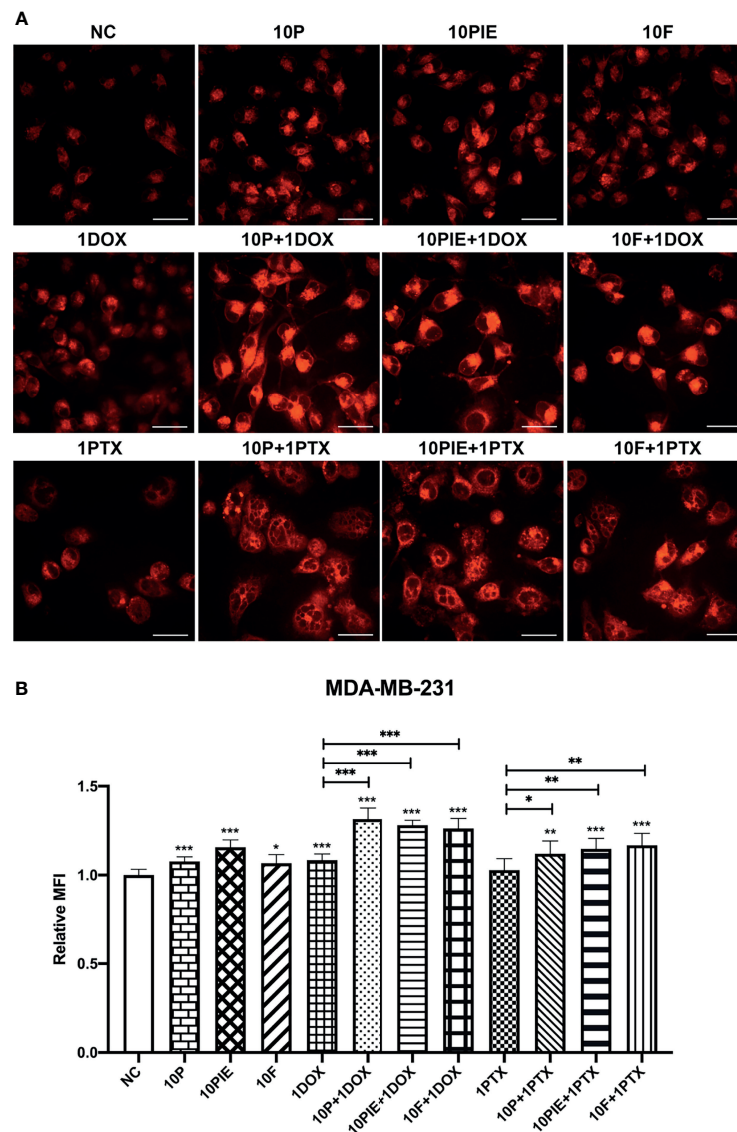 A
NC 10P 10PIE 10F
1DOX 10P+1DOX 10PIE+1DOX 10F+1DOX
1PTX 10P+1PTX 10PIE+1PTX 10F+1PTX
B
MDA-MB-231
***
*** **
*** **
*
*** *** *** * *** *** *** *** ** *** ***
1.5
1.0
0.5
0.0
Relative MFI
NC 10P 10PIE 10F 1DOX 10P+1DOX 10PIE+1DOX 10F+1DOX 1PTX 10P+1PTX 10PIE+1PTX 10F+1PTX